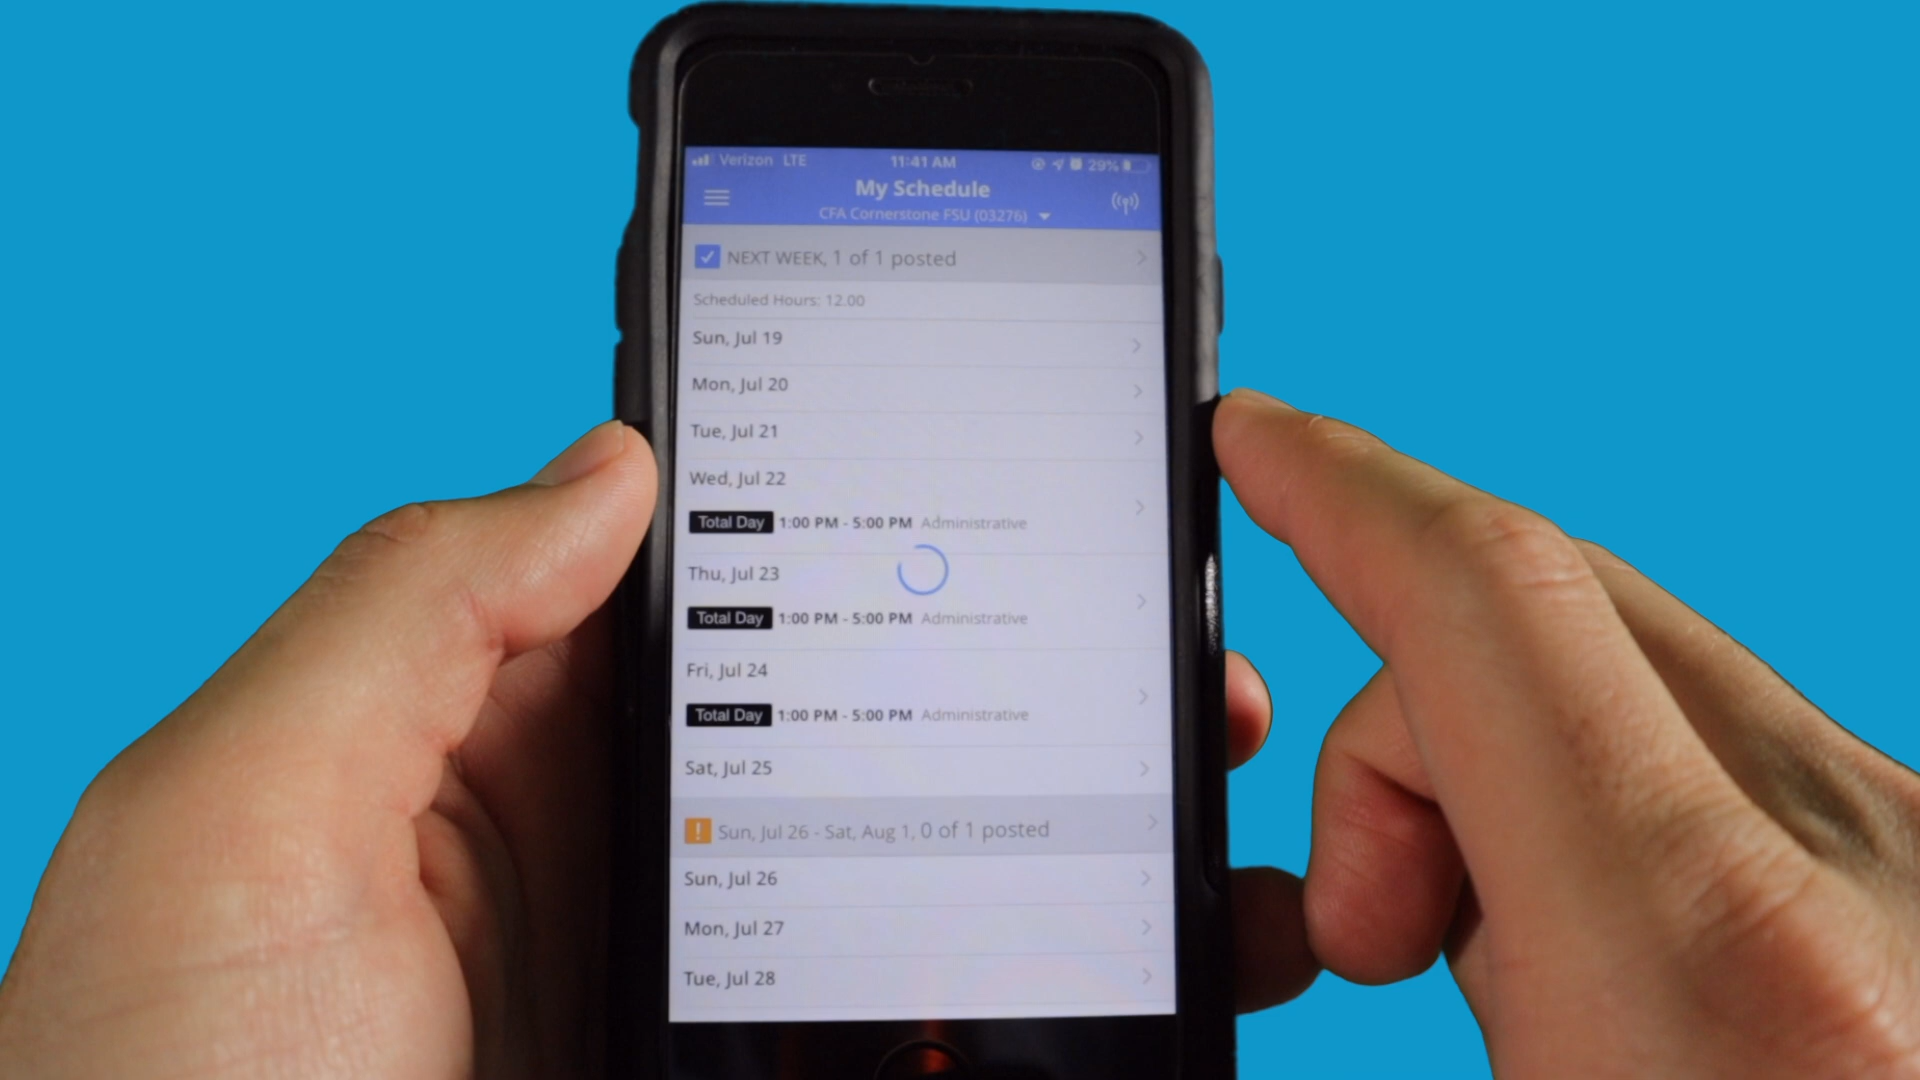 Verizon LTE 11:41 AM 29%
My Schedule
CFA Cornerstone FSU (03276)
NEXT WEEK, 1 of 1 posted
Scheduled Hours: 12.00
Sun, Jul 19
Mon, Jul 20
Tue, Jul 21
Wed, Jul 22
Total Day 1:00 PM - 5:00 PM Administrative
Thu, Jul 23
Total Day 1:00 PM - 5:00 PM Administrative
Fri, Jul 24
Total Day 1:00 PM - 5:00 PM Administrative
Sat, Jul 25
! Sun, Jul 26 - Sat, Aug 1, 0 of 1 posted
Sun, Jul 26
Mon, Jul 27
Tue, Jul 28